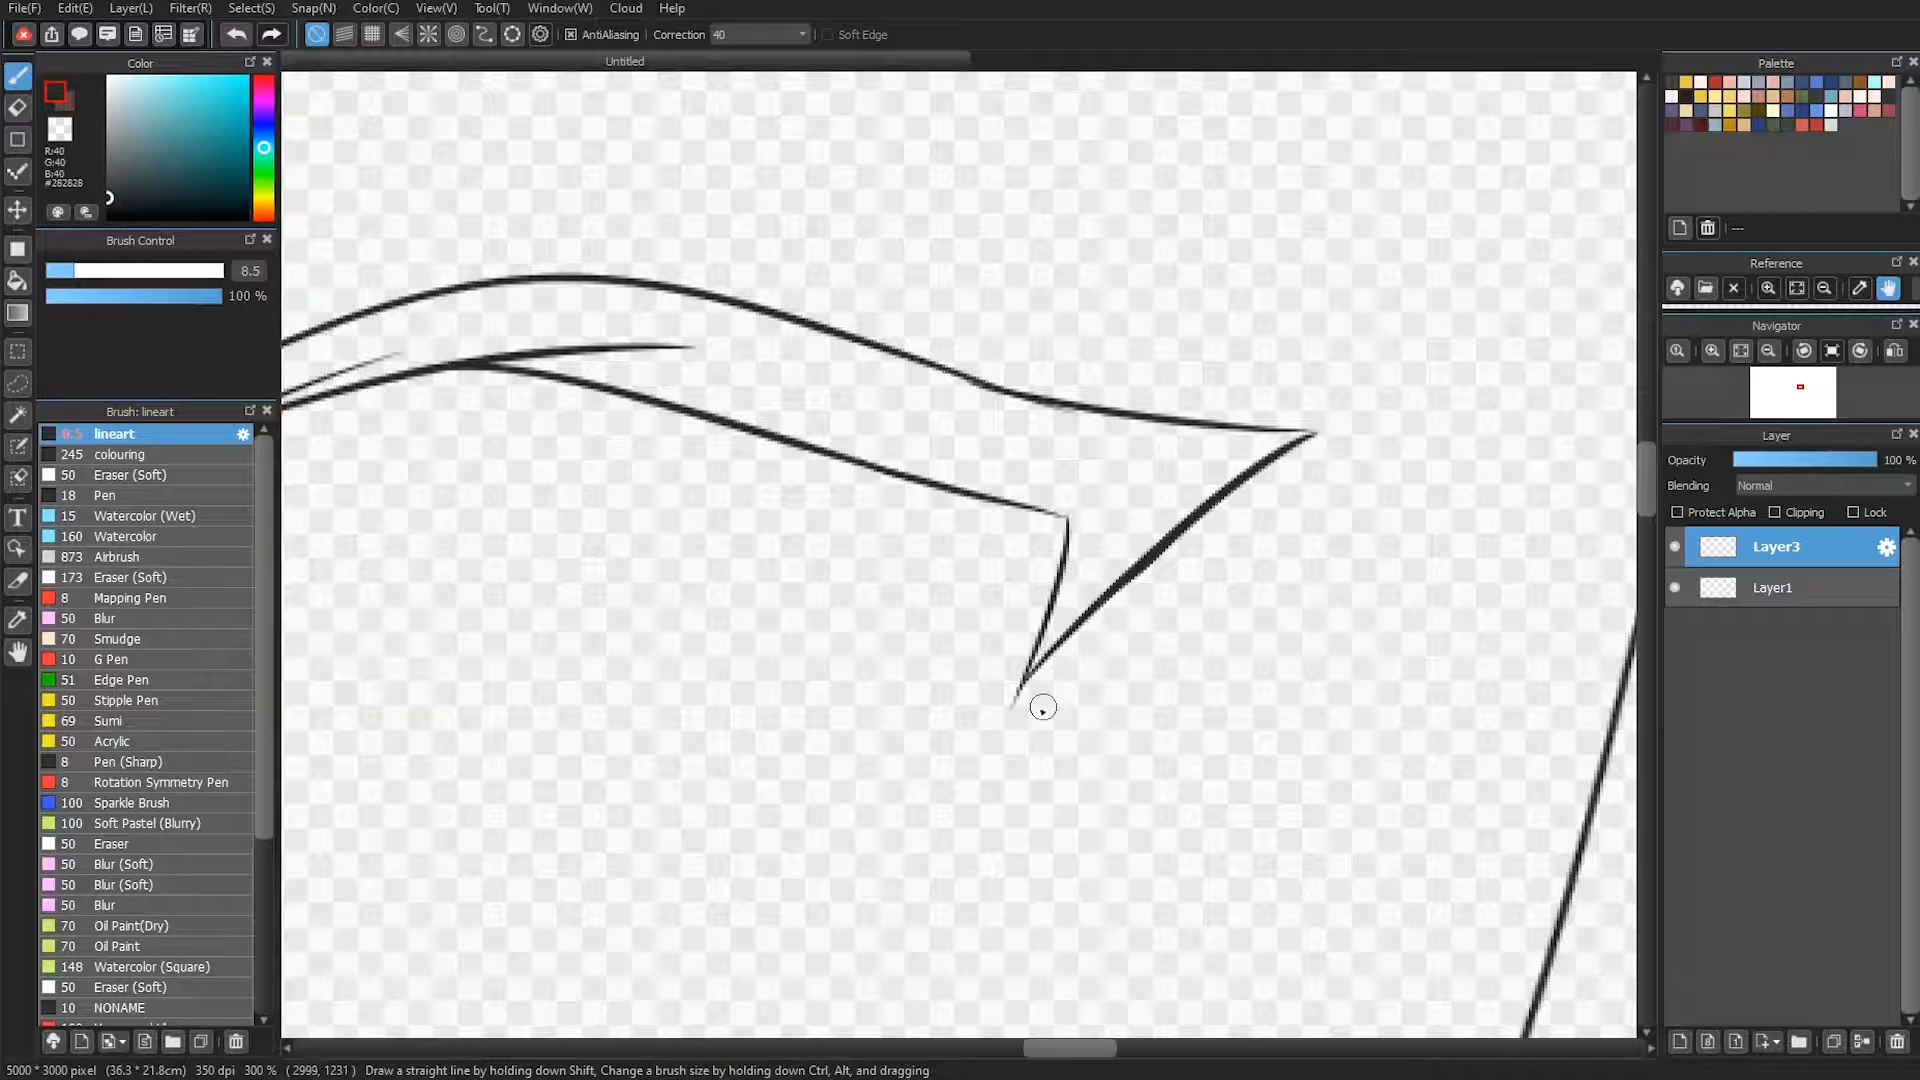 File(F) Edit(E) Layer(L) Filter(R) Select(S) Snap(N) Color(C) View(V) Tool(T) Window(W) Cloud Help
AntiAliasing Correction 40 Soft Edge
Untitled
Color
R:40
G:40
B:40
#282828
Brush Control
8.5
100 %
Brush: lineart
8.5 lineart
245 colouring
50 Eraser (Soft)
18 Pen
15 Watercolor (Wet)
160 Watercolor
873 Airbrush
173 Eraser (Soft)
8 Mapping Pen
50 Blur
70 Smudge
10 G Pen
51 Edge Pen
50 Stipple Pen
69 Sumi
50 Acrylic
8 Pen (Sharp)
8 Rotation Symmetry Pen
100 Sparkle Brush
100 Soft Pastel (Blurry)
50 Eraser
50 Blur (Soft)
50 Blur (Soft)
50 Blur
70 Oil Paint(Dry)
70 Oil Paint
148 Watercolor (Square)
50 Eraser (Soft)
10 NONAME
Palette
---
Reference
Navigator
Layer
Opacity 100 %
Blending Normal
Protect Alpha Clipping Lock
Layer3
Layer1
5000 * 3000 pixel (36.3 * 21.8cm) 350 dpi 300 % ( 2999, 1231 ) Draw a straight line by holding down Shift, Change a brush size by holding down Ctrl, Alt, and dragging